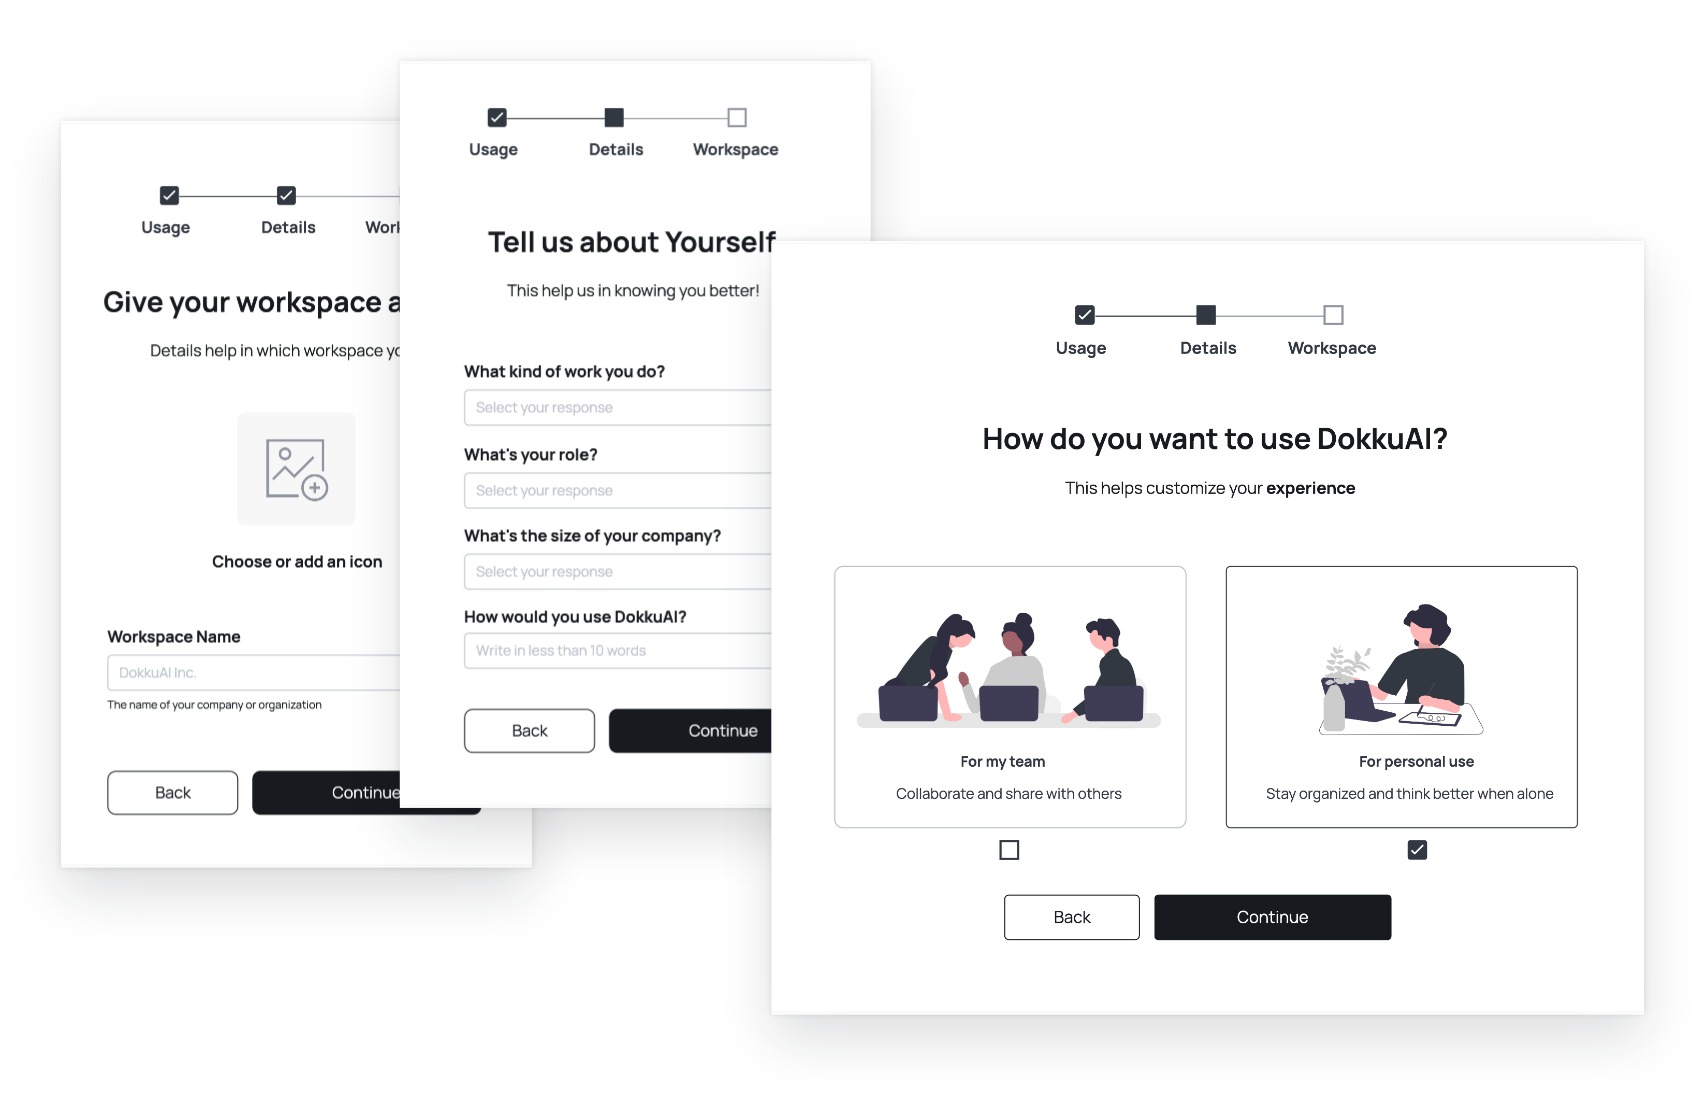 Usage
Details
Give your workspace
Details help in which workspace
Choose or add an icon
Workspace Name
DokkuAI Inc.
The name of your company or organization
Back
Continue
Usage
Details
Workspace
Tell us about Yourself
This help us in knowing you better!
What kind of work you do?
Select your response
What's your role?
Select your response
What's the size of your company?
Select your response
How would you use DokkuAI?
Write in less than 10 words
Back
Continue
Usage
Details
Workspace
How do you want to use DokkuAI?
This helps customize your experience
For my team
Collaborate and share with others
For personal use
Stay organized and think better when alone
Back
Continue